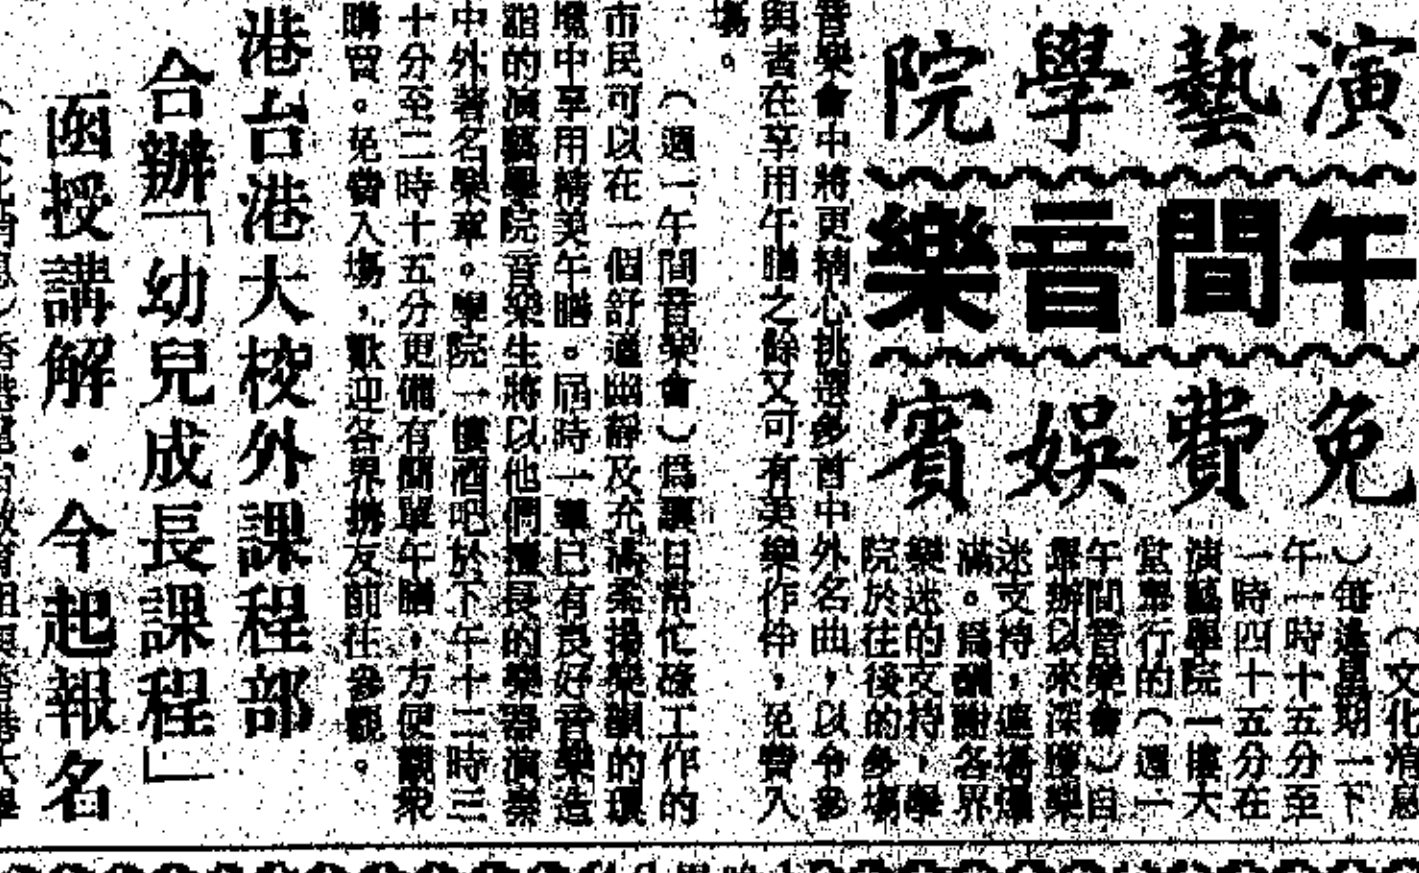 演藝學院
午間音樂
免費娛賓
（文化消息
）每逢星期一下
午一時十五分至
一時四十五分在
演藝學院一樓大
堂舉行的（週一
午間音樂會）自
舉辦以來深獲樂
迷支持，進場爆
滿。為酬謝各界
樂迷的支持，學
院於往後的多場
音樂會中將更精心挑選多首中外名曲，以令參
與者在享用午膳之餘又可有美樂作伴，免費入
場。
（週一午間音樂會）為讓日常忙碌工作的
市民可以在一個舒適幽靜及充滿柔揚樂韻的環
境中享用精美午膳。屆時一羣已有良好音樂造
詣的演藝學院音樂生將以他們擅長的樂器演奏
中外著名樂章。學院一樓酒吧於下午十二時三
十分至二時十五分更備有簡單午膳，方便觀衆
購買。免費入場，歡迎各界攜友前往參觀。
港台港大校外課程部
合辦「幼兒成長課程」
函授講解・今起報名